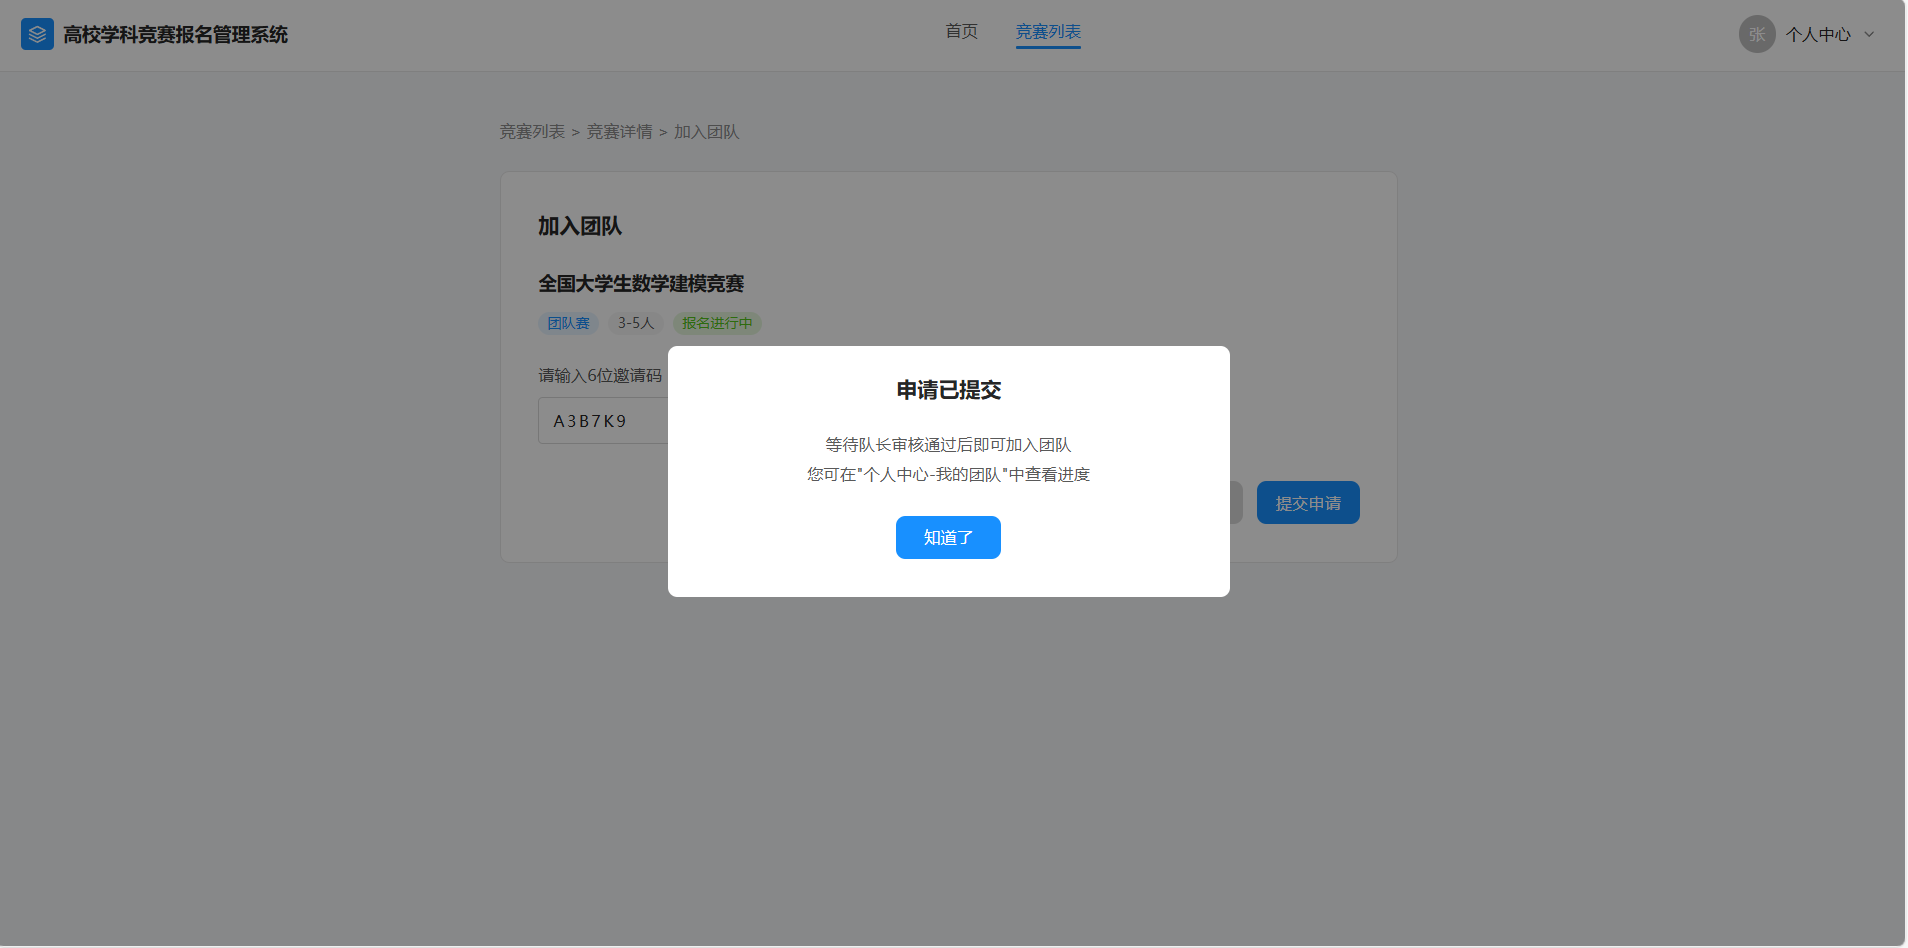 高校学科竞赛报名管理系统
首页
竞赛列表
张
个人中心
竞赛列表 > 竞赛详情 > 加入团队
加入团队
全国大学生数学建模竞赛
团队赛
3-5人
报名进行中
请输入6位邀请码
A3B7K9
申请已提交
等待队长审核通过后即可加入团队
您可在"个人中心-我的团队"中查看进度
知道了
提交申请